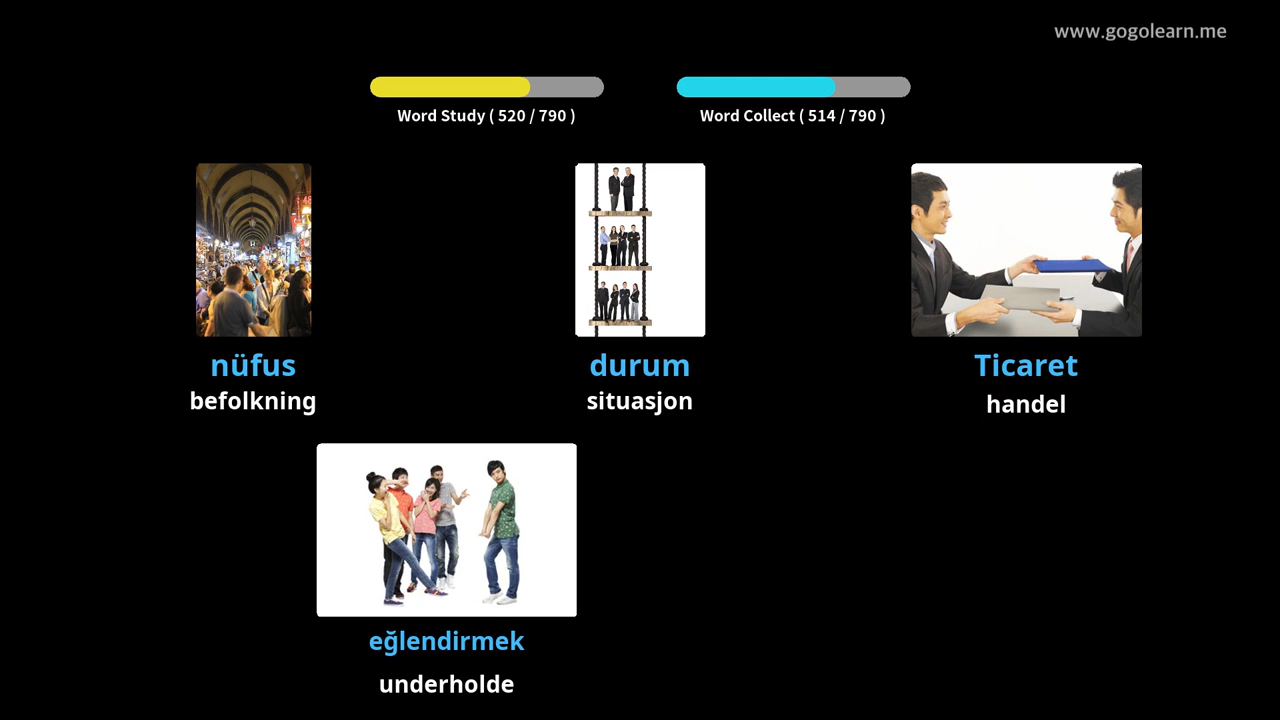 www.gogolearn.me
Word Study ( 520 / 790 )
Word Collect ( 514 / 790 )
nüfus
befolkning
durum
situasjon
Ticaret
handel
eğlendirmek
underholde